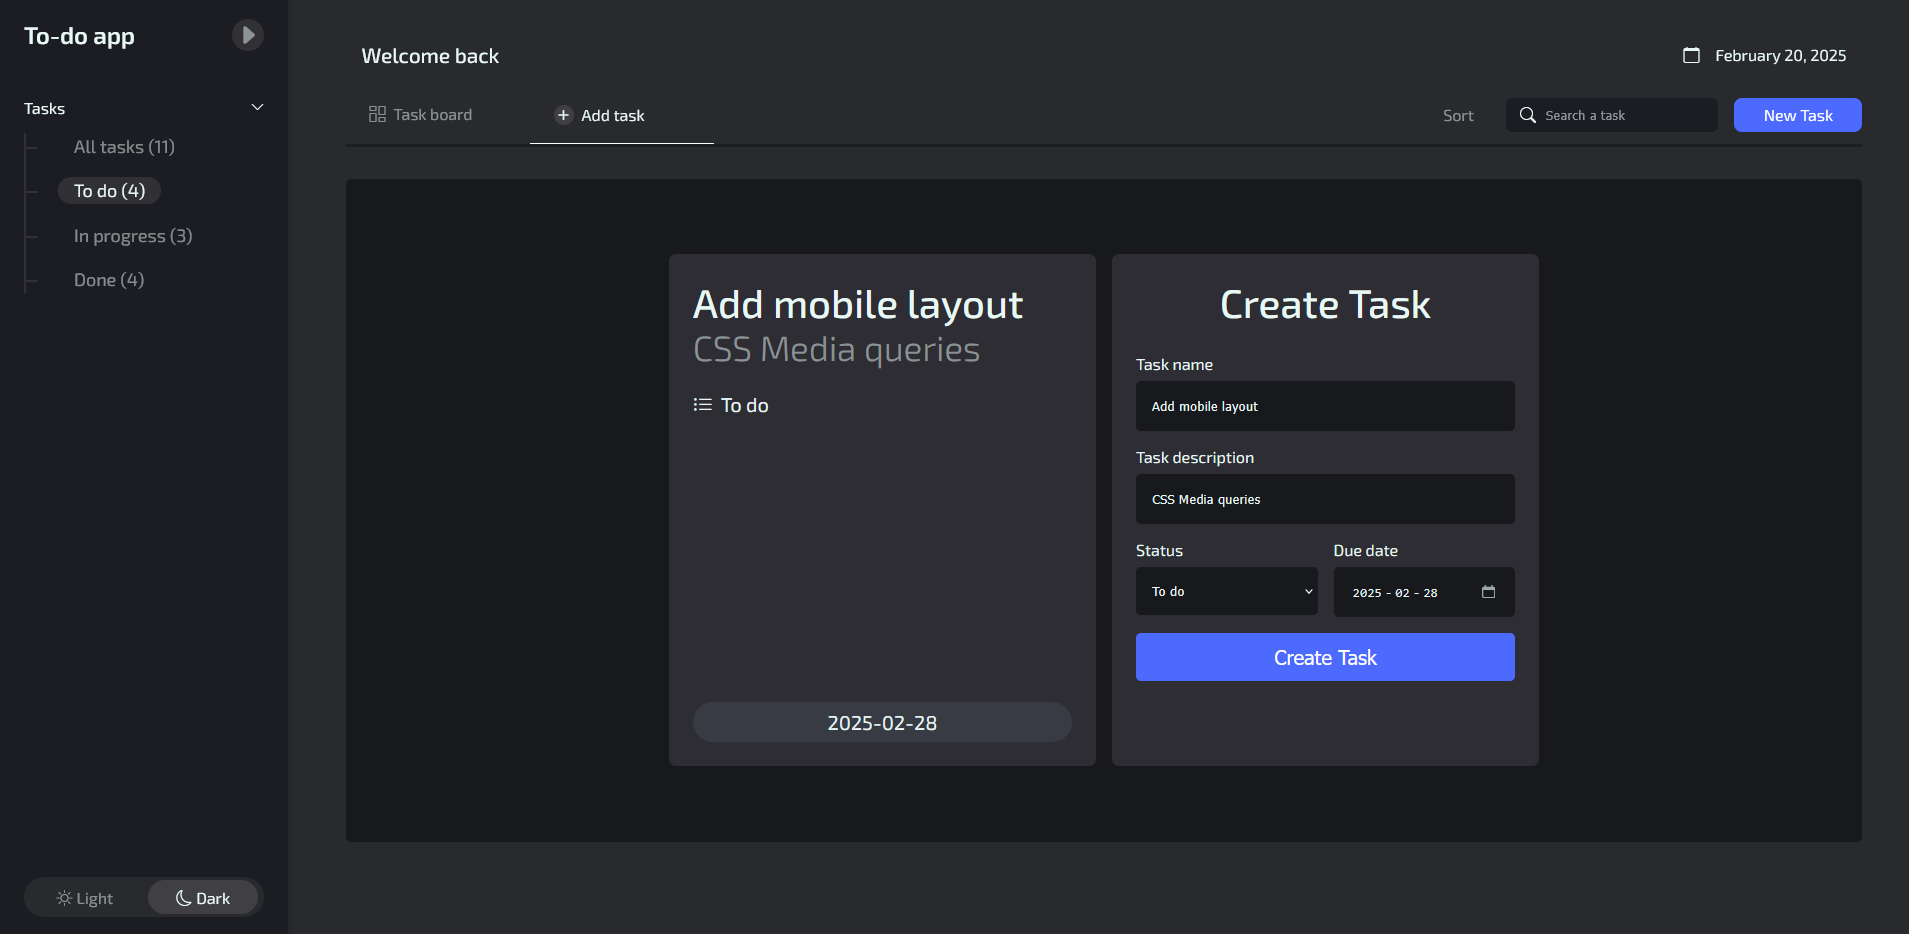 To-do app
Tasks
All tasks (11)
To do (4)
In progress (3)
Done (4)
Light
Dark
Welcome back
February 20, 2025
Task board
Add task
Sort
Search a task
New Task
Add mobile layout
CSS Media queries
To do
2025-02-28
Create Task
Task name
Add mobile layout
Task description
CSS Media queries
Status
Due date
To do
2025 - 02 - 28
Create Task